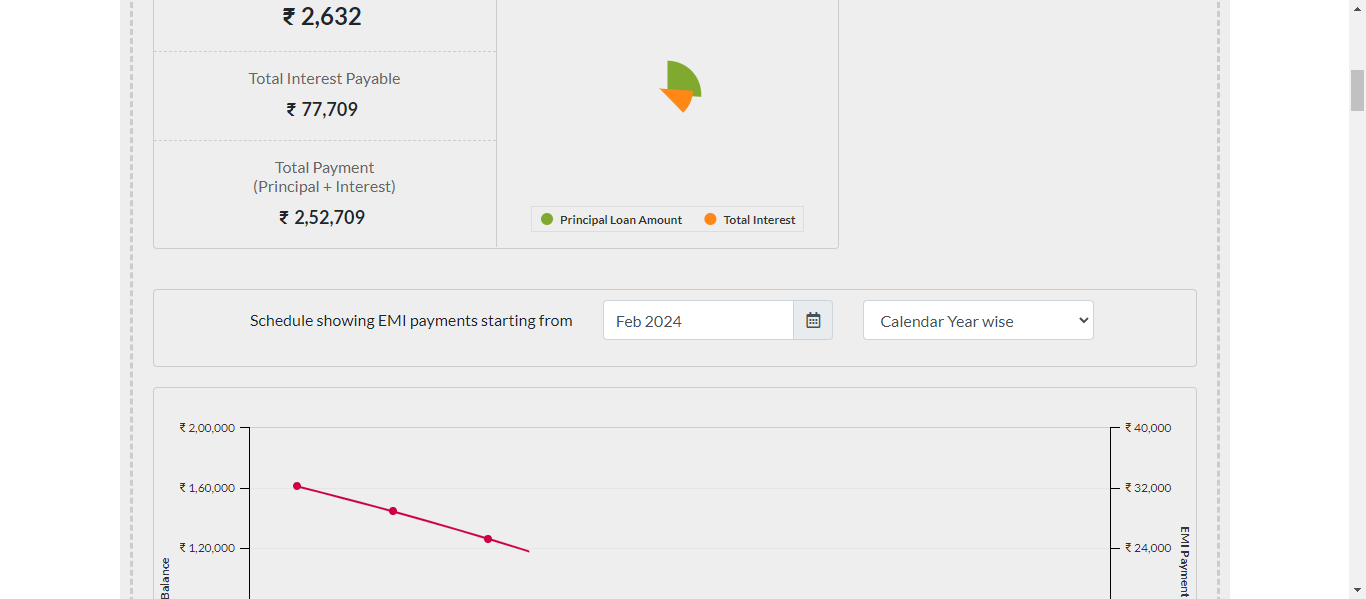 ₹ 2,632
Total Interest Payable
₹ 77,709
Total Payment
(Principal + Interest)
₹ 2,52,709
Principal Loan Amount
Total Interest
Schedule showing EMI payments starting from
Feb 2024
Calendar Year wise
₹ 2,00,000
₹ 1,60,000
₹ 1,20,000
Balance
₹ 40,000
₹ 32,000
₹ 24,000
EMI Payment